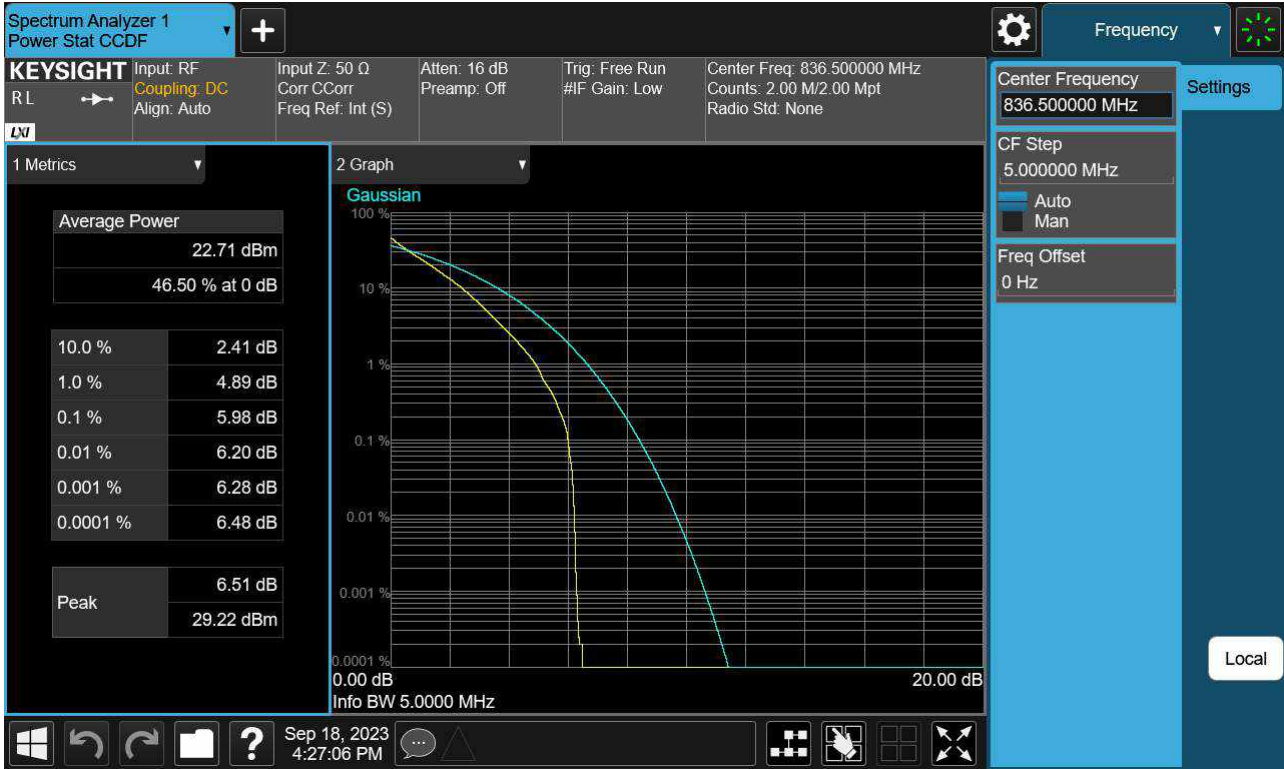 Spectrum Analyzer 1
Power Stat CCDF
Frequency
KEYSIGHT
R L
LXI
Input: RF
Coupling: DC
Align: Auto
Input Z: 50 Ω
Corr CCorr
Freq Ref: Int (S)
Atten: 16 dB
Preamp: Off
Trig: Free Run
#IF Gain: Low
Center Freq: 836.500000 MHz
Counts: 2.00 M/2.00 Mpt
Radio Std: None
Center Frequency
836.500000 MHz
Settings
CF Step
5.000000 MHz
Auto
Man
Freq Offset
0 Hz
1 Metrics
Average Power
22.71 dBm
46.50 % at 0 dB
10.0 % 2.41 dB
1.0 % 4.89 dB
0.1 % 5.98 dB
0.01 % 6.20 dB
0.001 % 6.28 dB
0.0001 % 6.48 dB
Peak
6.51 dB
29.22 dBm
2 Graph
Gaussian
100 %
10 %
1 %
0.1 %
0.01 %
0.001 %
0.0001 %
0.00 dB 20.00 dB
Info BW 5.0000 MHz
Local
?
Sep 18, 2023
4:27:06 PM